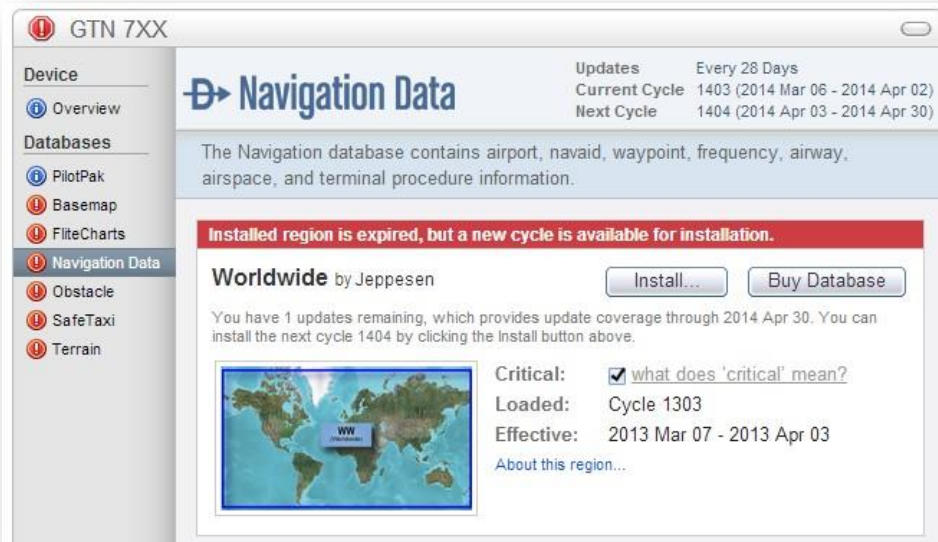 GTN 7XX
Device
Overview
Databases
PilotPak
Basemap
FliteCharts
Navigation Data
Obstacle
SafeTaxi
Terrain
Navigation Data
Updates Every 28 Days
Current Cycle 1403 (2014 Mar 06 - 2014 Apr 02)
Next Cycle 1404 (2014 Apr 03 - 2014 Apr 30)
The Navigation database contains airport, navaid, waypoint, frequency, airway,
airspace, and terminal procedure information.
Installed region is expired, but a new cycle is available for installation.
Worldwide by Jeppesen
Install...
Buy Database
You have 1 updates remaining, which provides update coverage through 2014 Apr 30. You can
install the next cycle 1404 by clicking the Install button above.
WW
(Worldwide)
Critical: what does 'critical' mean?
Loaded: Cycle 1303
Effective: 2013 Mar 07 - 2013 Apr 03
About this region...